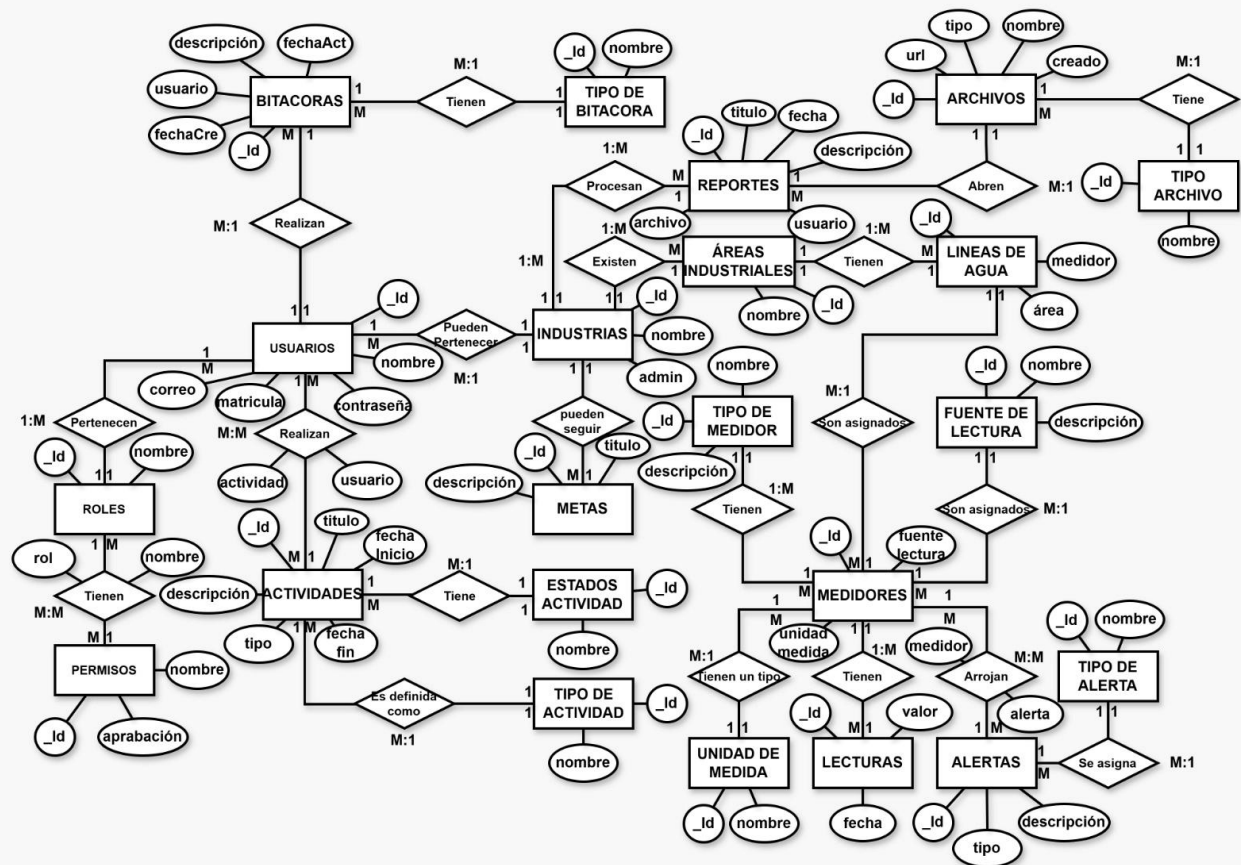 descripción
fechaAct
usuario
BITACORAS
fechaCre
_Id
1
M
M
1
M:1
Tienen
1
1
_Id
nombre
TIPO DE
BITACORA
tipo
nombre
url
creado
_Id
ARCHIVOS
1
M
1
1
M:1
Tiene
1
1
_Id
TIPO
ARCHIVO
nombre
titulo
fecha
_Id
descripción
1:M
Procesan
M
1
REPORTES
1
M
archivo
usuario
Abren
M:1
M:1
Realizan
1
1
1:M
Existen
M
1
ÁREAS
INDUSTRIALES
1
1
nombre
_Id
1:M
Tienen
M
1
_Id
LINEAS DE
AGUA
medidor
área
1
1
1:M
1
1
1
1
_Id
INDUSTRIAS
nombre
admin
1
1
_Id
USUARIOS
1
M
nombre
Pueden
Pertenecer
1
1
M:1
1
M
correo
matricula
1
M
contraseña
1:M
Pertenecen
1
1
_Id
nombre
ROLES
1
M
rol
nombre
Tienen
M:M
M
1
PERMISOS
nombre
_Id
aprabación
M:M
Realizan
actividad
usuario
_Id
titulo
fecha
Inicio
M
1
ACTIVIDADES
1
M
descripción
tipo
1
M
fecha
fin
M:1
Tiene
1
1
ESTADOS
ACTIVIDAD
_Id
nombre
Es definida
como
M:1
1
1
TIPO DE
ACTIVIDAD
_Id
nombre
pueden
seguir
titulo
_Id
M
1
descripción
METAS
nombre
_Id
TIPO DE
MEDIDOR
descripción
1
1
1:M
Tienen
1
M
M:1
Son asignados
_Id
nombre
FUENTE DE
LECTURA
descripción
1
1
Son asignados
M:1
_Id
fuente
lectura
M
1
MEDIDORES
1
M
1
M
unidad
medida
1
1
1
M
M:1
Tienen un tipo
1
1
UNIDAD DE
MEDIDA
_Id
nombre
1:M
Tienen
_Id
valor
M
1
LECTURAS
fecha
medidor
M:M
Arrojan
alerta
1
M
ALERTAS
1
M
_Id
tipo
descripción
_Id
nombre
TIPO DE
ALERTA
1
1
Se asigna
M:1